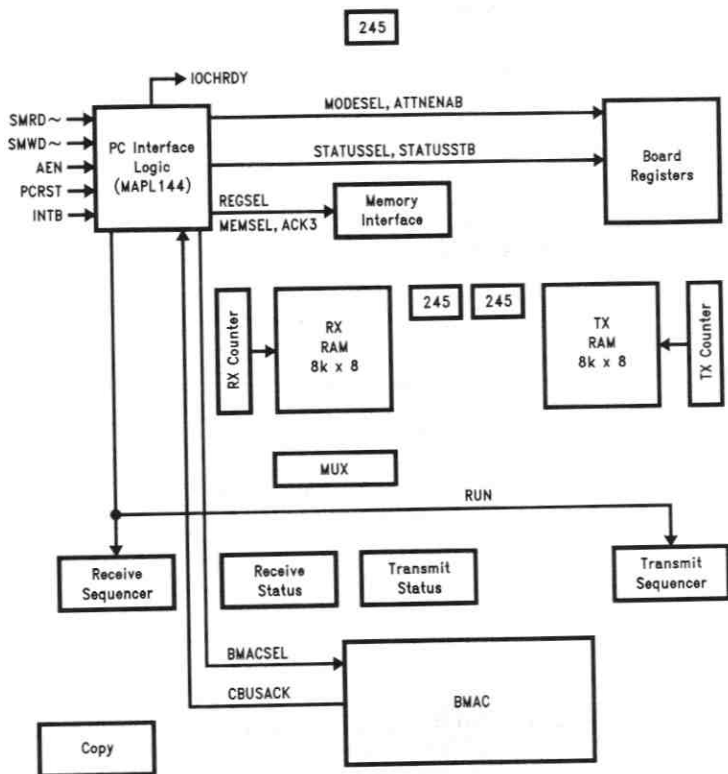 245
IOCHRDY
SMRD~
SMWD~
AEN
PCRST
INTB
PC Interface
Logic
(MAPL144)
MODESEL, ATTNENAB
STATUSSEL, STATUSSTB
REGSEL
MEMSEL, ACK3
Memory
Interface
Board
Registers
RX Counter
RX
RAM
8k x 8
245
245
TX
RAM
8k x 8
TX Counter
MUX
RUN
Receive
Sequencer
Receive
Status
Transmit
Status
Transmit
Sequencer
BMACSEL
CBUSACK
BMAC
Copy